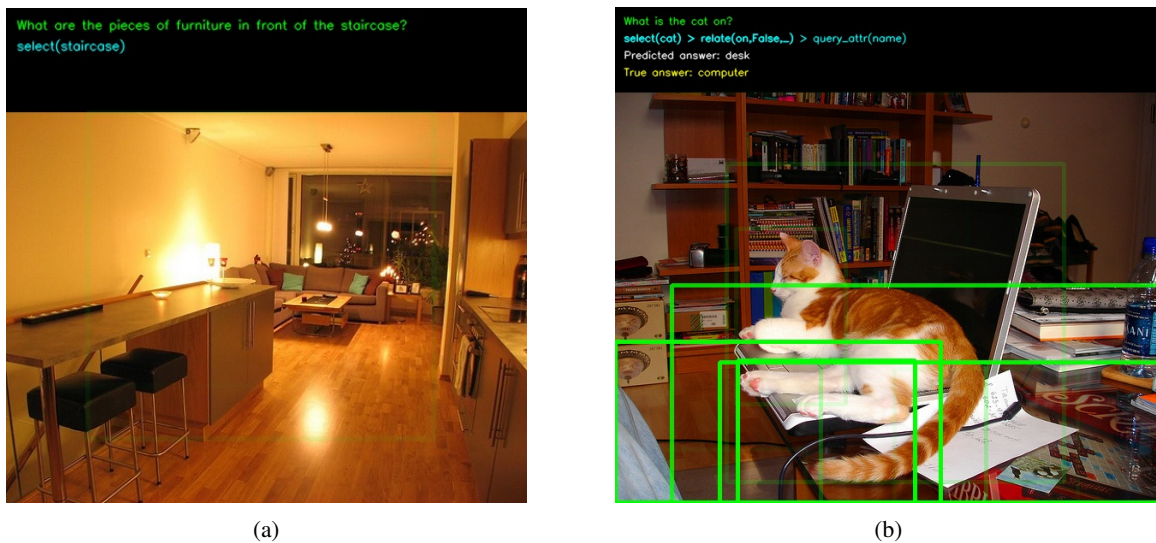 What are the pieces of furniture in front of the staircase?
select(staircase)
What is the cat on?
select(cat) > relate(on,False,_) > query_attr(name)
Predicted answer: desk
True answer: computer
(a)
(b)